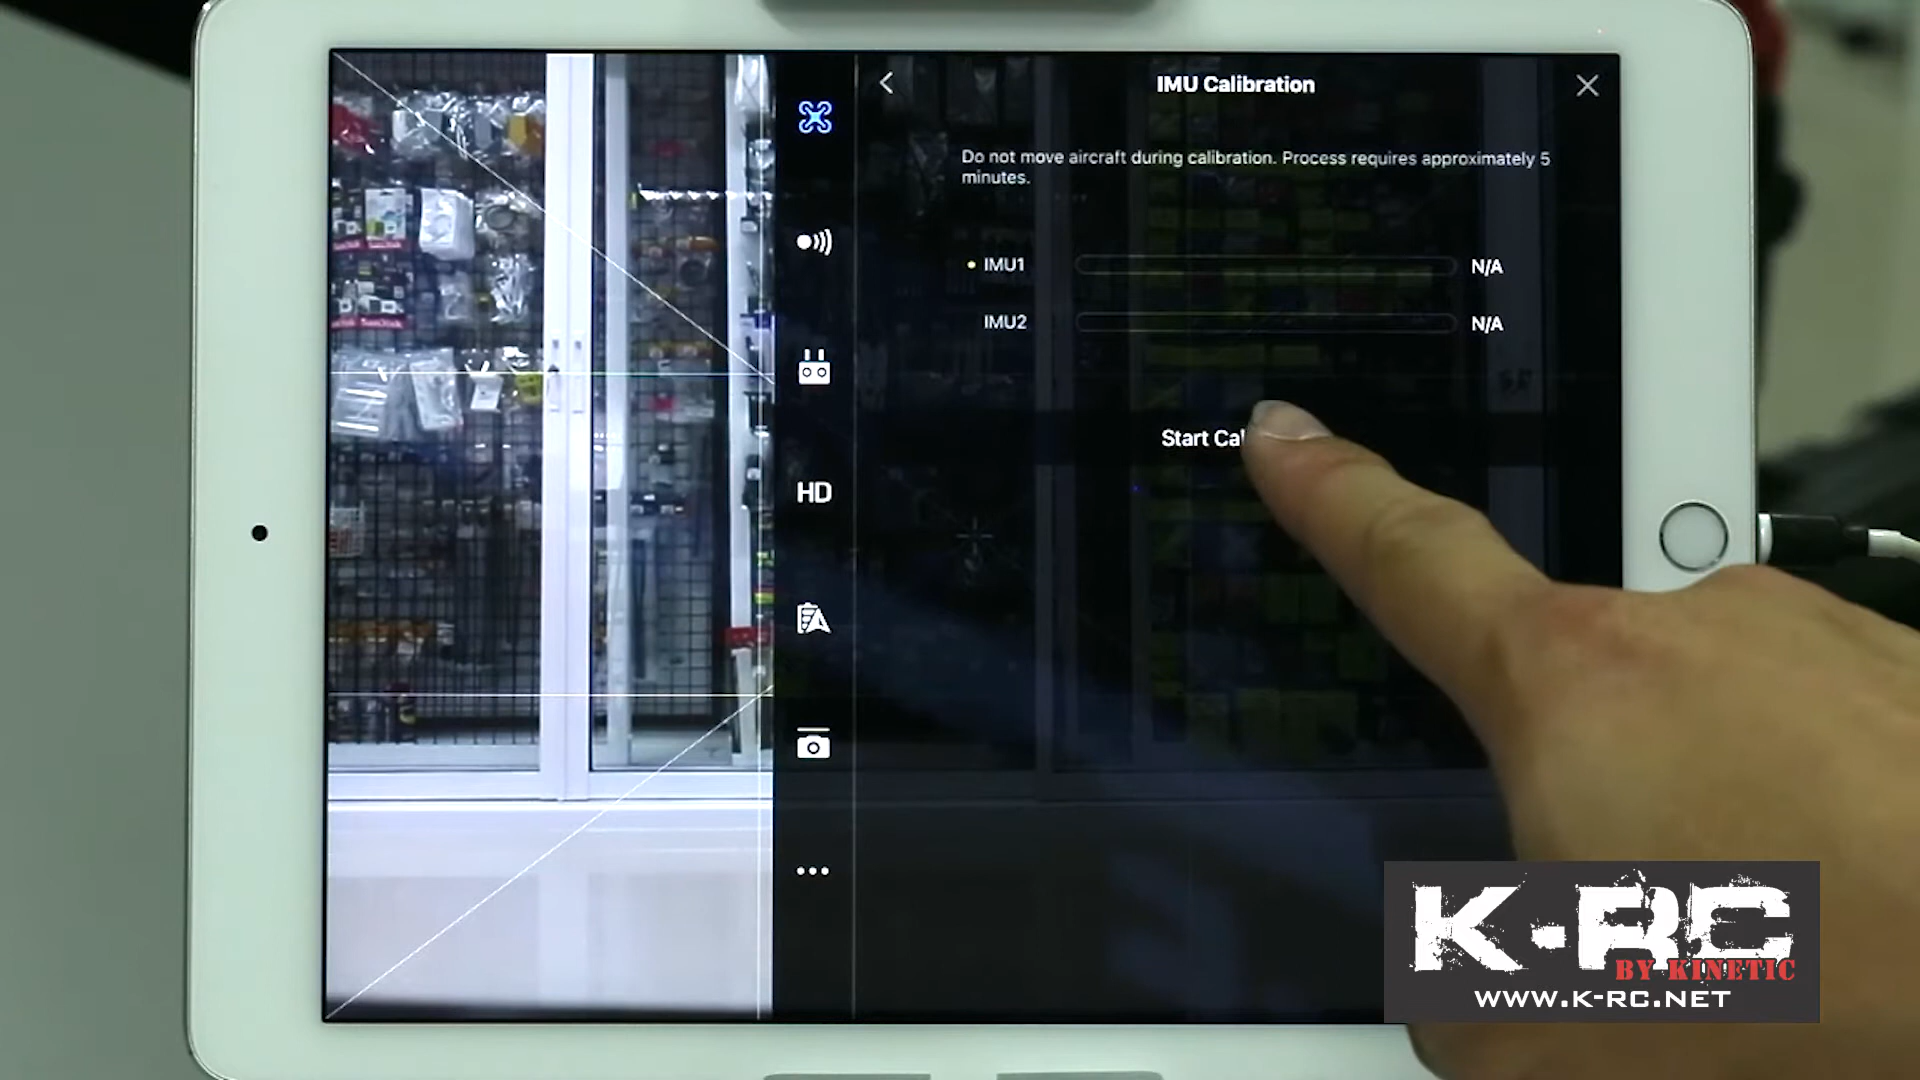 IMU Calibration
Do not move aircraft during calibration. Process requires approximately 5
minutes.
IMU1 N/A
IMU2 N/A
Start Cal
HD
SanDisk
K-RC
BY KINETIC
WWW.K-RC.NET